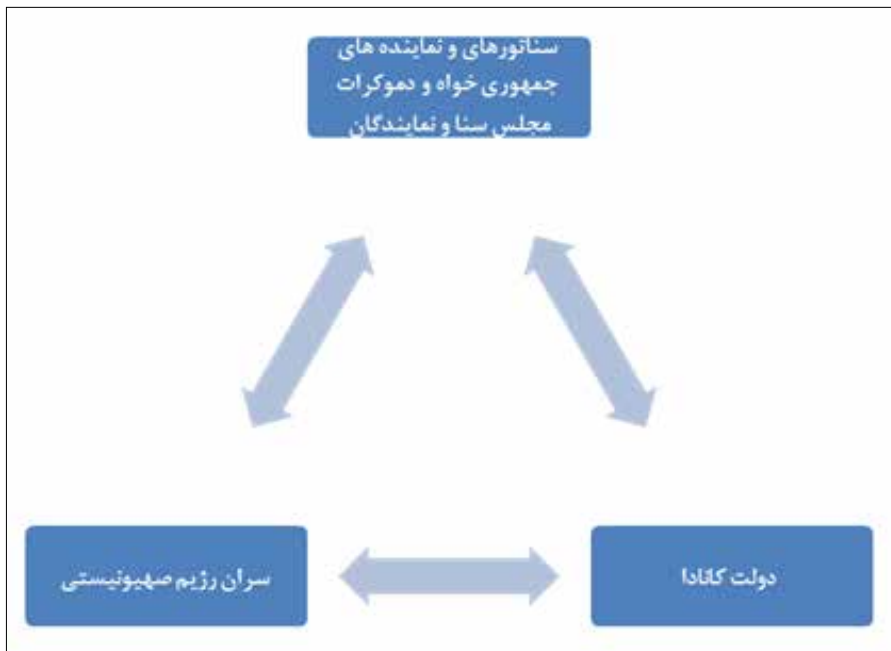 سناتورهای و نماینده های
جمهوری خواه و دموکرات
مجلس سنا و نمایندگان
دولت کانادا
سران رژیم صهیونیستی